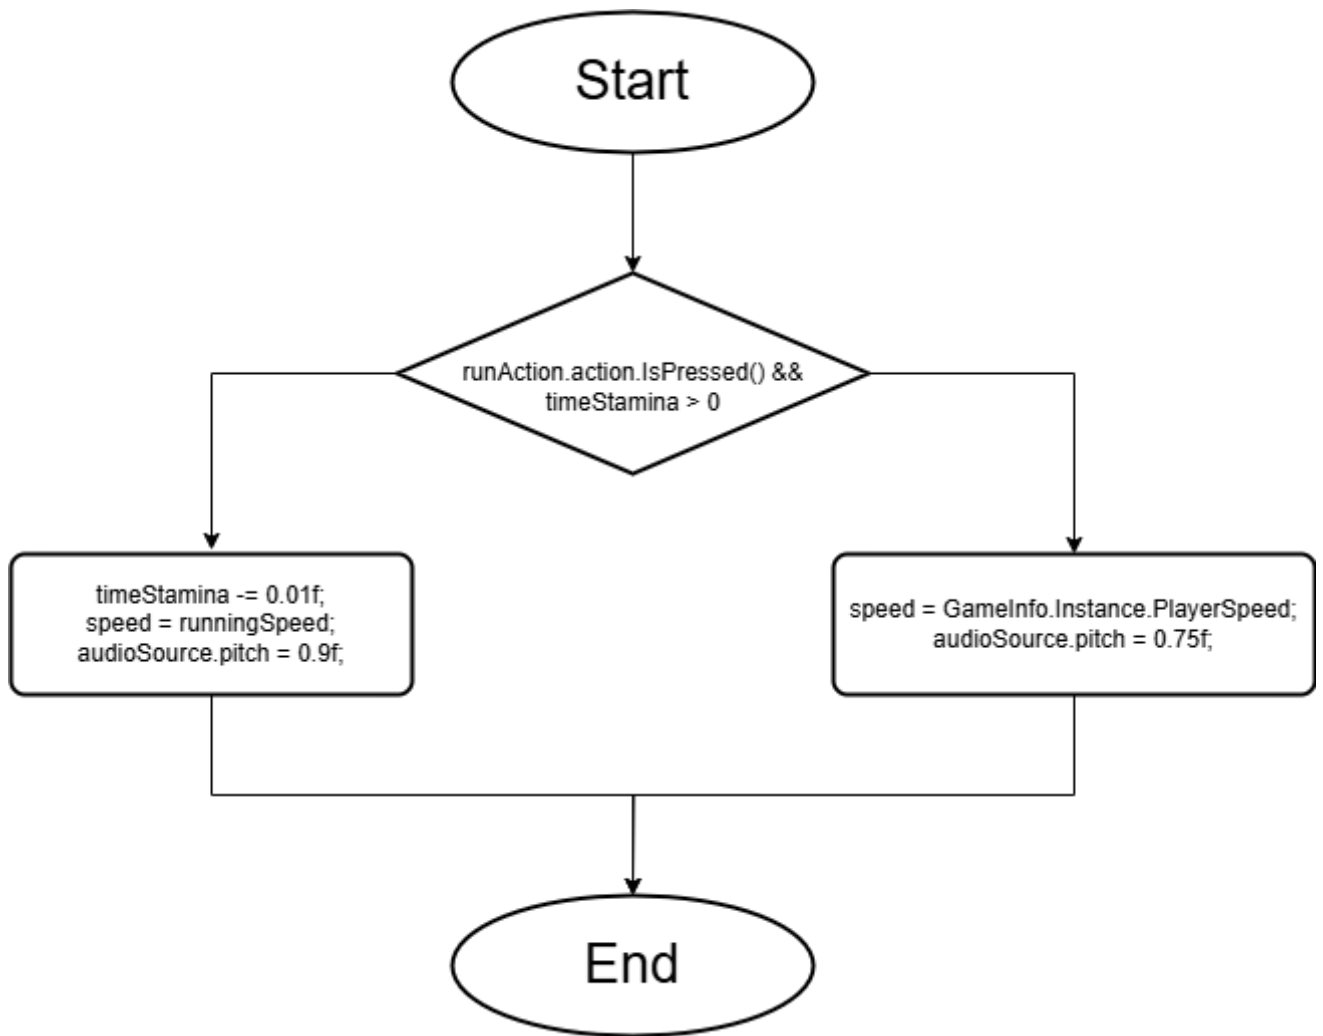 Start
runAction.action.IsPressed() &&
timeStamina > 0
timeStamina -= 0.01f;
speed = runningSpeed;
audioSource.pitch = 0.9f;
speed = GameInfo.Instance.PlayerSpeed;
audioSource.pitch = 0.75f;
End